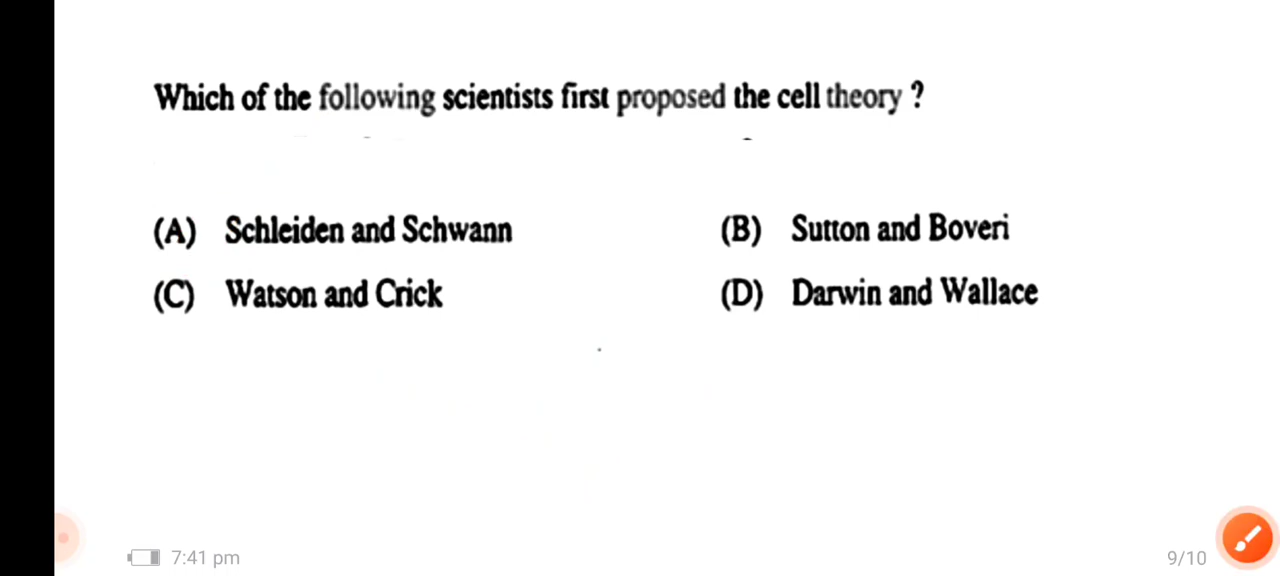 Which of the following scientists first proposed the cell theory ?
(A) Schleiden and Schwann
(B) Sutton and Boveri
(C) Watson and Crick
(D) Darwin and Wallace
7:41 pm
9/10